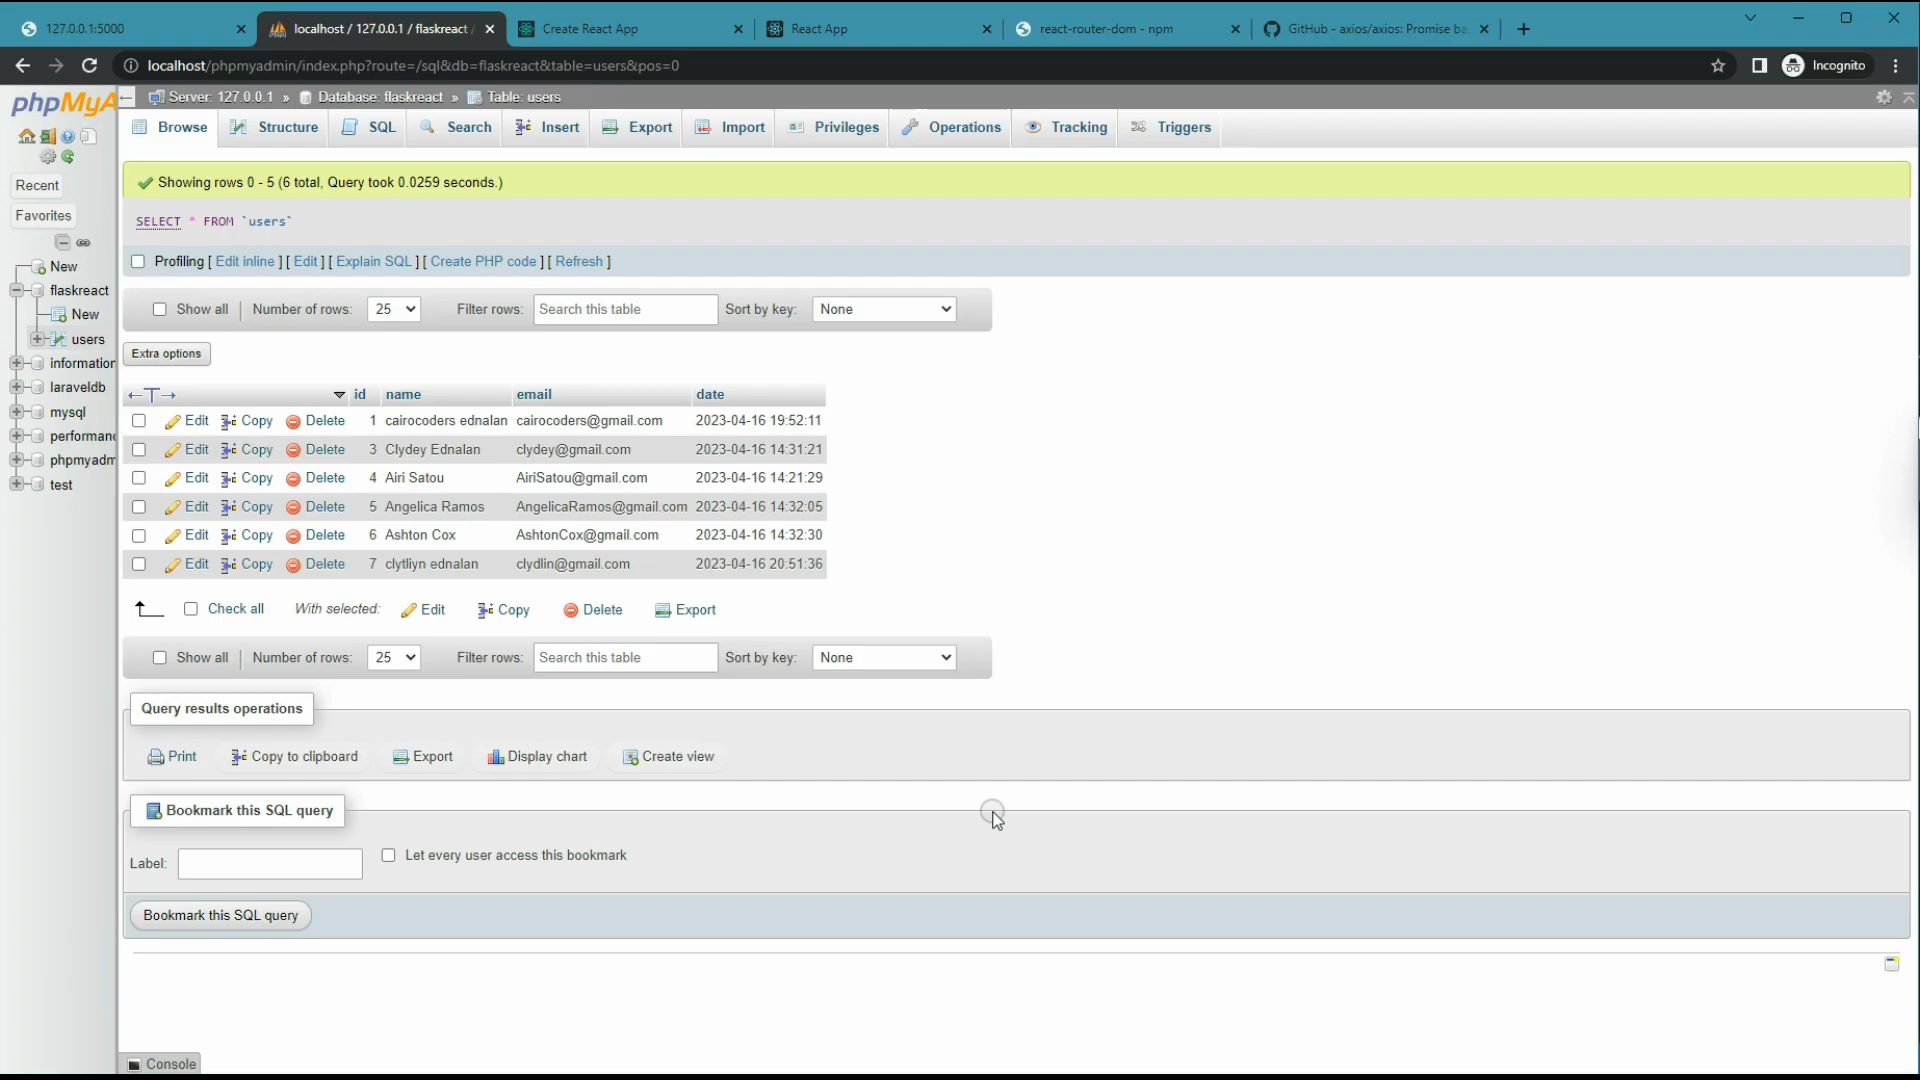 127.0.0.1:5000
localhost / 127.0.0.1 / flaskreact /
Create React App
React App
react-router-dom - npm
GitHub - axios/axios: Promise ba
localhost/phpmyadmin/index.php?route=/sql&db=flaskreact&table=users&pos=0
Incognito
phpMyA
Server: 127.0.0.1 » Database: flaskreact » Table: users
Browse Structure SQL Search Insert Export Import Privileges Operations Tracking Triggers
Recent
Favorites
New
flaskreact
New
users
information
laraveldb
mysql
performanc
phpmyadm
test
Showing rows 0 - 5 (6 total, Query took 0.0259 seconds.)
SELECT * FROM `users`
Profiling [ Edit inline ] [ Edit ] [ Explain SQL ] [ Create PHP code ] [ Refresh ]
Show all | Number of rows: 25 Filter rows: Search this table Sort by key: None
Extra options
id name email date
Edit Copy Delete 1 cairocoders ednalan cairocoders@gmail.com 2023-04-16 19:52:11
Edit Copy Delete 3 Clydey Ednalan clydey@gmail.com 2023-04-16 14:31:21
Edit Copy Delete 4 Airi Satou AiriSatou@gmail.com 2023-04-16 14:21:29
Edit Copy Delete 5 Angelica Ramos AngelicaRamos@gmail.com 2023-04-16 14:32:05
Edit Copy Delete 6 Ashton Cox AshtonCox@gmail.com 2023-04-16 14:32:30
Edit Copy Delete 7 clytliyn ednalan clydlin@gmail.com 2023-04-16 20:51:36
Check all With selected: Edit Copy Delete Export
Show all | Number of rows: 25 Filter rows: Search this table Sort by key: None
Query results operations
Print Copy to clipboard Export Display chart Create view
Bookmark this SQL query
Label: Let every user access this bookmark
Bookmark this SQL query
Console